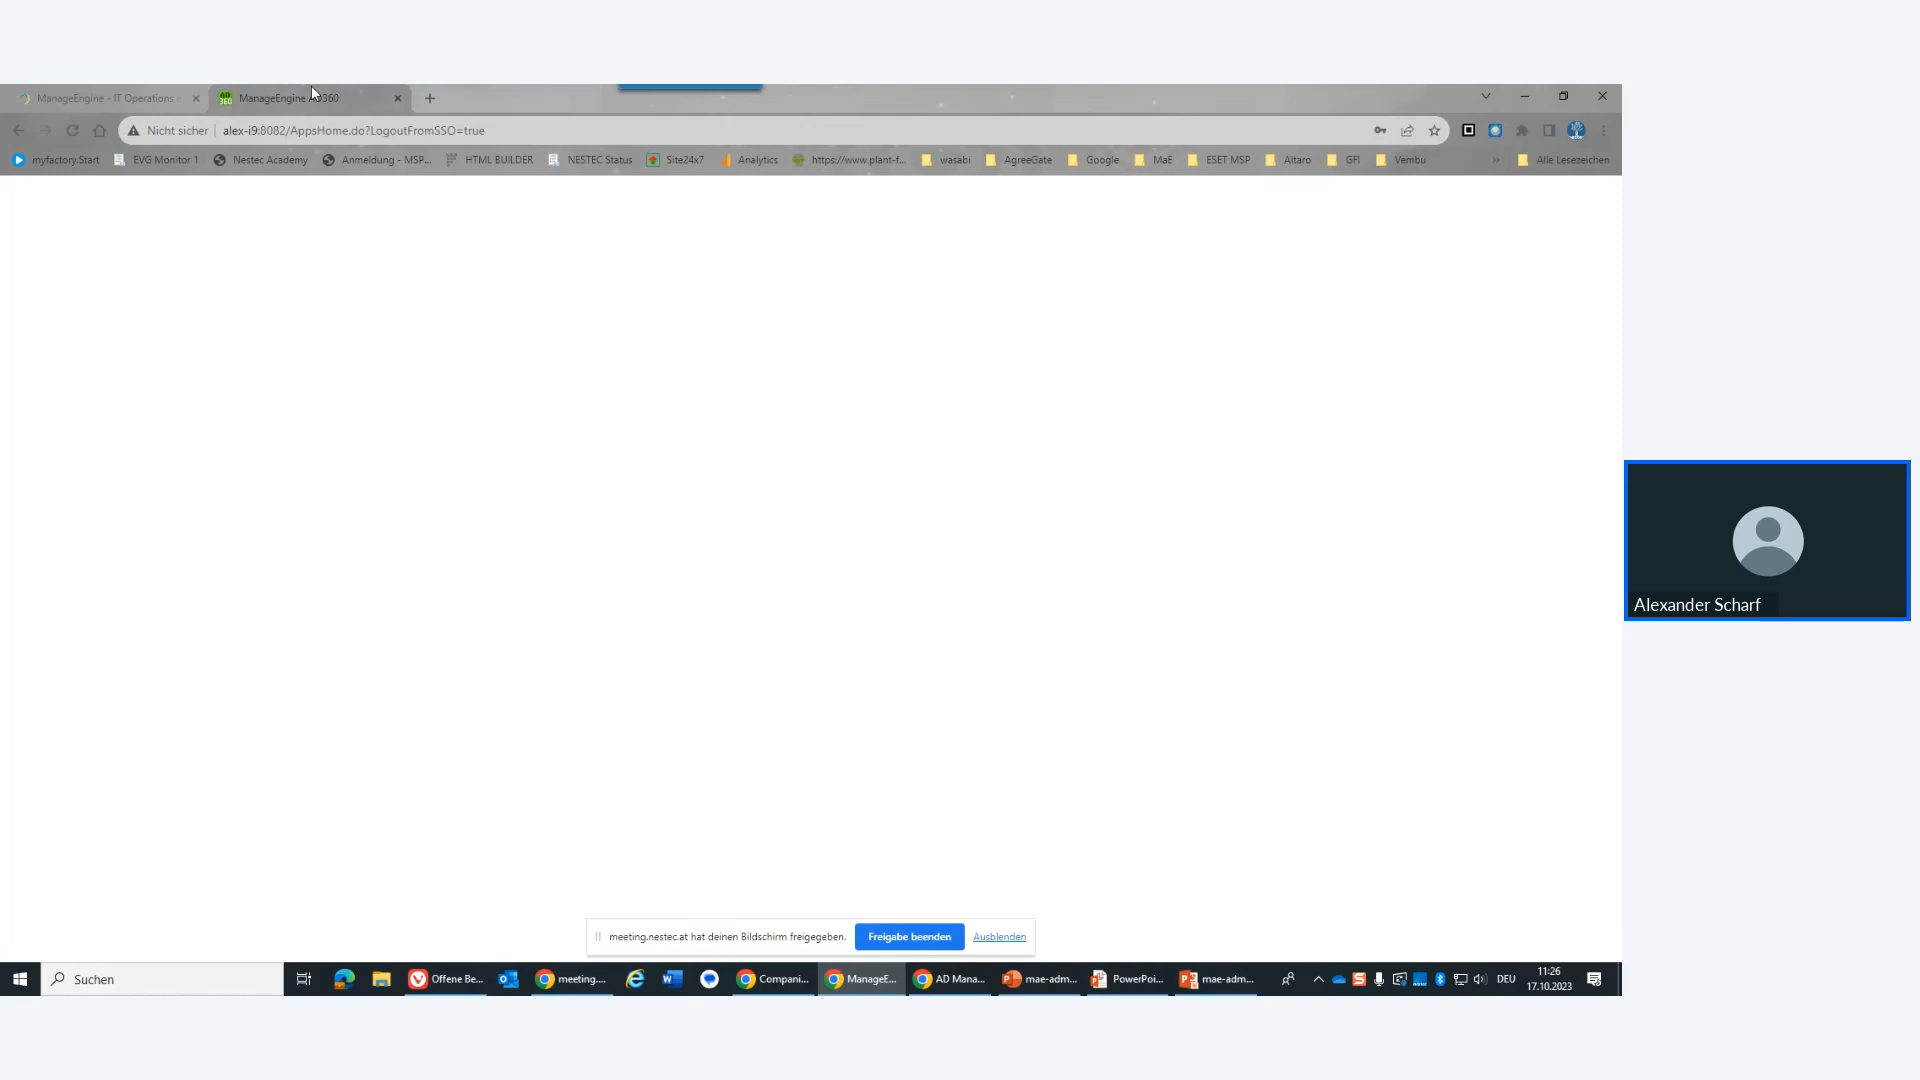 ManageEngine - IT Operations
ManageEngine AD360
Nicht sicher
alex-i9:8082/AppsHome.do?LogoutFromSSO=true
myfactory.Start
EVG Monitor 1
Nestec Academy
Anmeldung - MSP...
HTML BUILDER
NESTEC Status
Site24x7
Analytics
https://www.plant-f...
wasabi
AgreeGate
Google
MaE
ESET MSP
Altaro
GFI
Vembu
Alle Lesezeichen
Alexander Scharf
meeting.nestec.at hat deinen Bildschirm freigegeben.
Freigabe beenden
Ausblenden
Suchen
Offene Be...
meeting....
Compani...
ManageE...
AD Mana...
mae-adm...
PowerPoi...
mae-adm...
DEU
11:26
17.10.2023